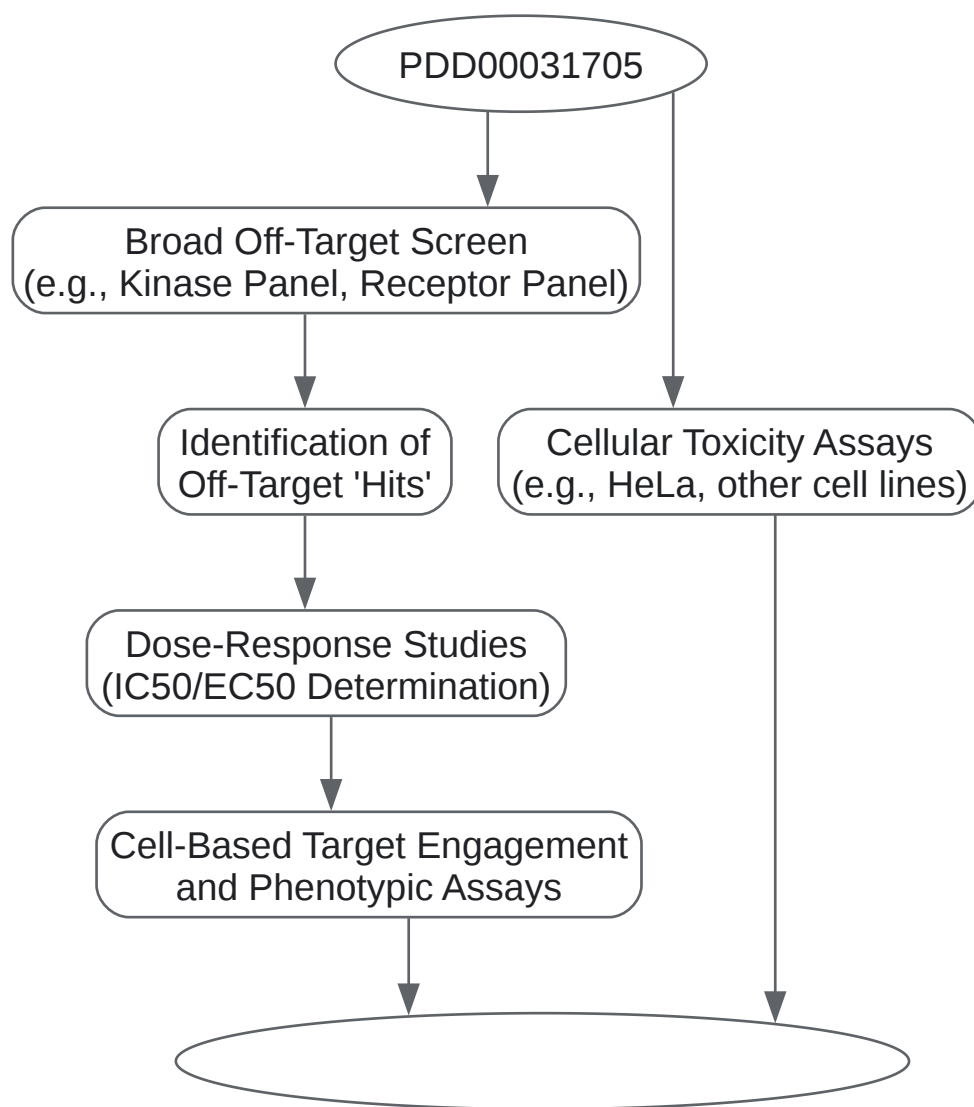 PDD00031705
Broad Off-Target Screen
(e.g., Kinase Panel, Receptor Panel)
Identification of
Off-Target 'Hits'
Cellular Toxicity Assays
(e.g., HeLa, other cell lines)
Dose-Response Studies
(IC50/EC50 Determination)
Cell-Based Target Engagement
and Phenotypic Assays